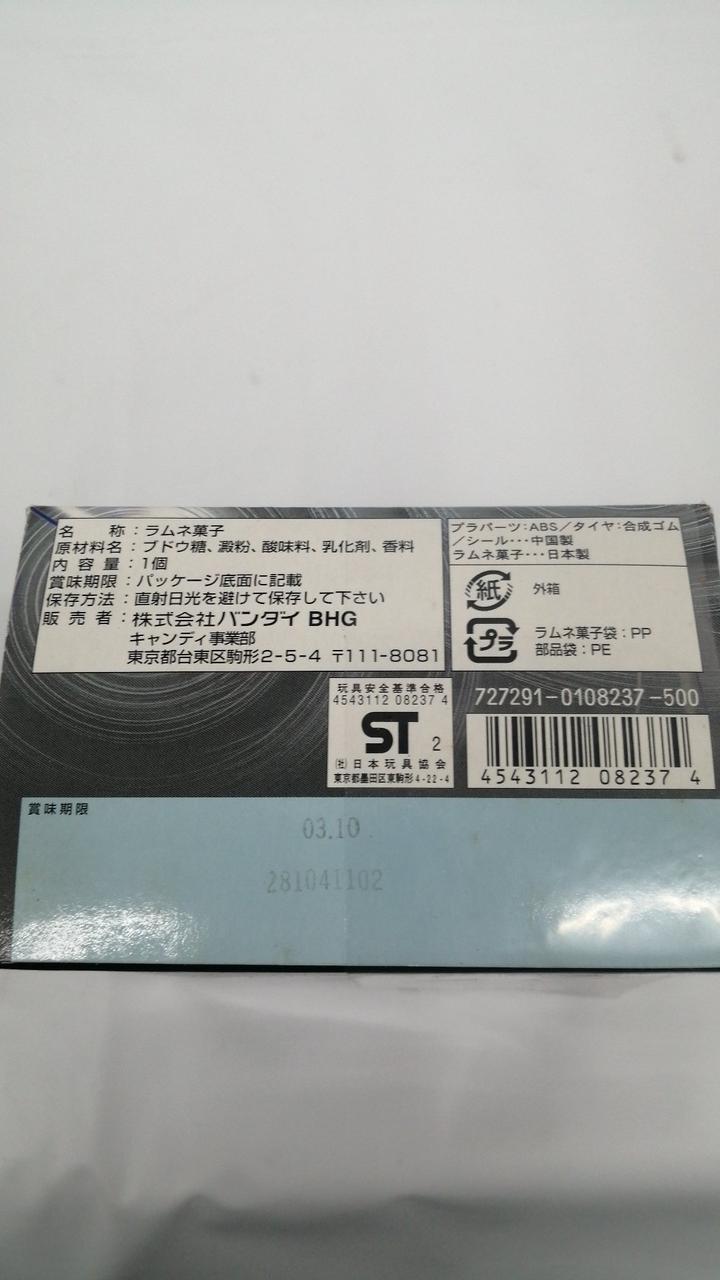 名　　称：ラムネ菓子
原材料名：ブドウ糖、澱粉、酸味料、乳化剤、香料
内 容 量：1個
賞味期限：パッケージ底面に記載
保存方法：直射日光を避けて保存して下さい
販 売 者：株式会社バンダイ BHG
キャンディ事業部
東京都台東区駒形2-5-4 〒111-8081
プラパーツ：ABS／タイヤ：合成ゴム
／シール･･･中国製
ラムネ菓子･･･日本製
紙 外箱
プラ ラムネ菓子袋：PP
部品袋：PE
玩具安全基準合格
4543112 08237 4
ST 2
(社)日本玩具協会
東京都墨田区東駒形4-22-4
727291-0108237-500
4543112 08237 4
賞味期限
03.10
281041102